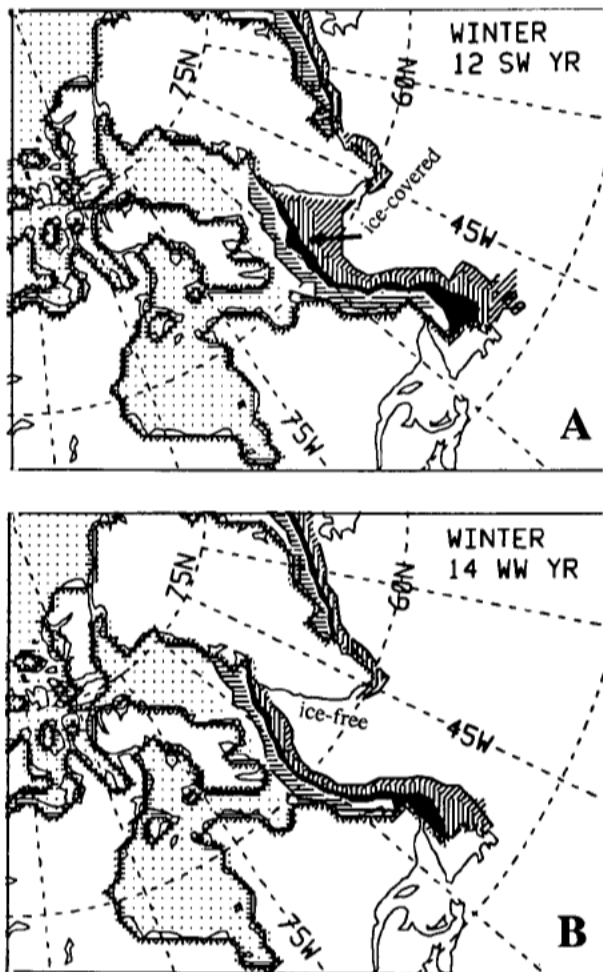 WINTER
12 SW YR
75N
60N
ice-covered
45W
75W
A
WINTER
14 WW YR
75N
60N
ice-free
45W
75W
B